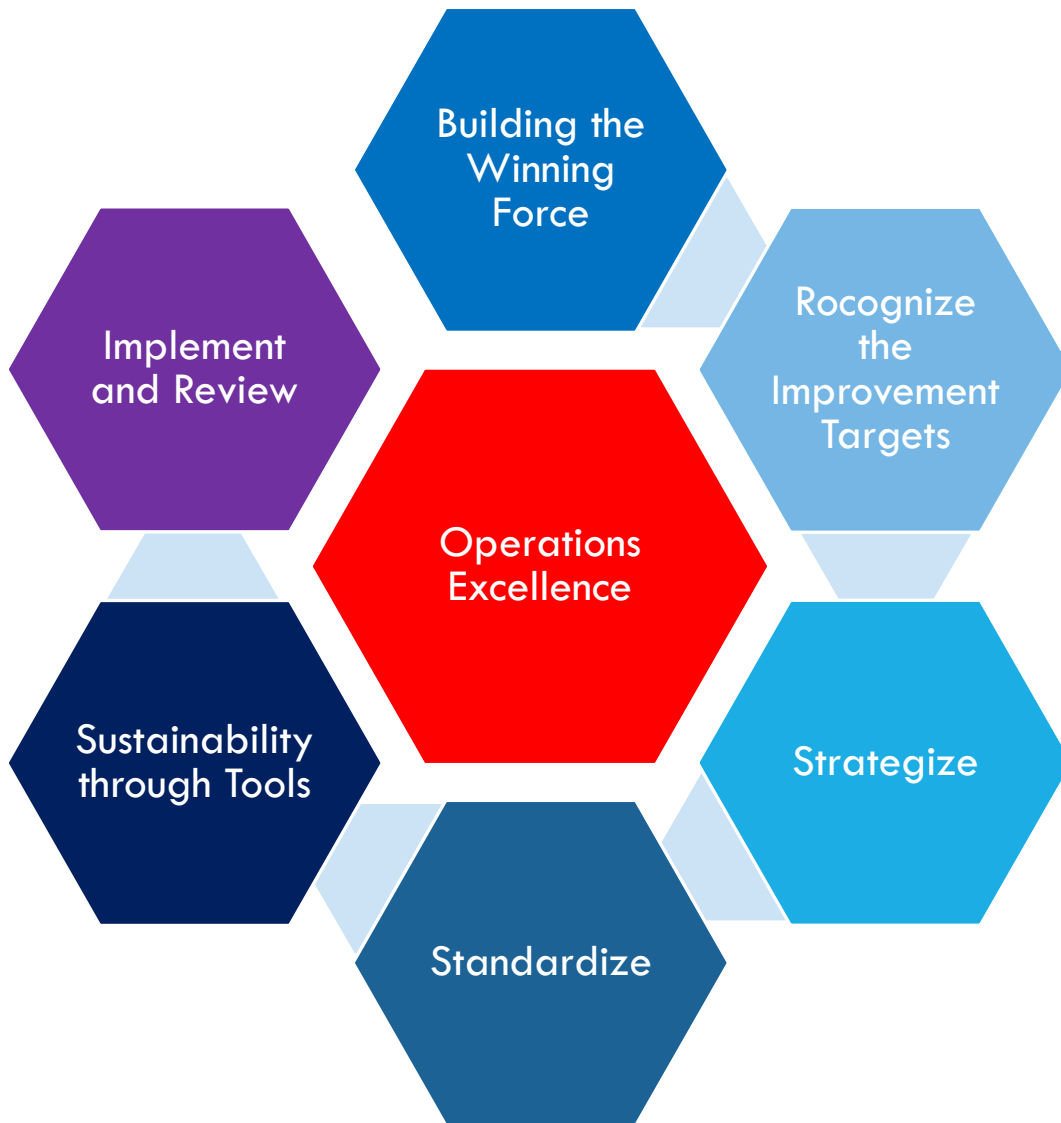 Building the
Winning
Force
Rocognize
the
Improvement
Targets
Implement
and Review
Operations
Excellence
Strategize
Sustainability
through Tools
Standardize